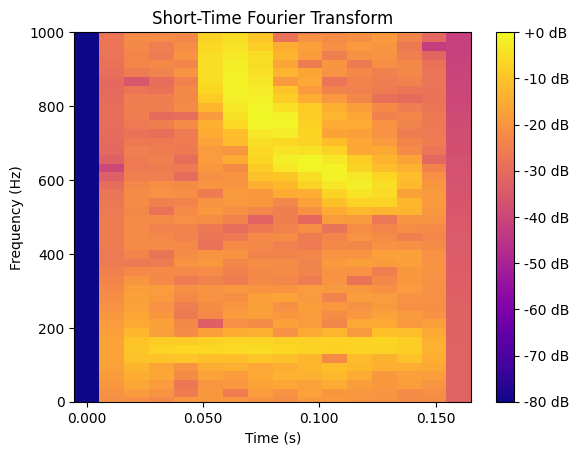 Short-Time Fourier Transform
1000
800
600
400
200
0
Frequency (Hz)
0.000
0.050
0.100
0.150
Time (s)
+0 dB
-10 dB
-20 dB
-30 dB
-40 dB
-50 dB
-60 dB
-70 dB
-80 dB